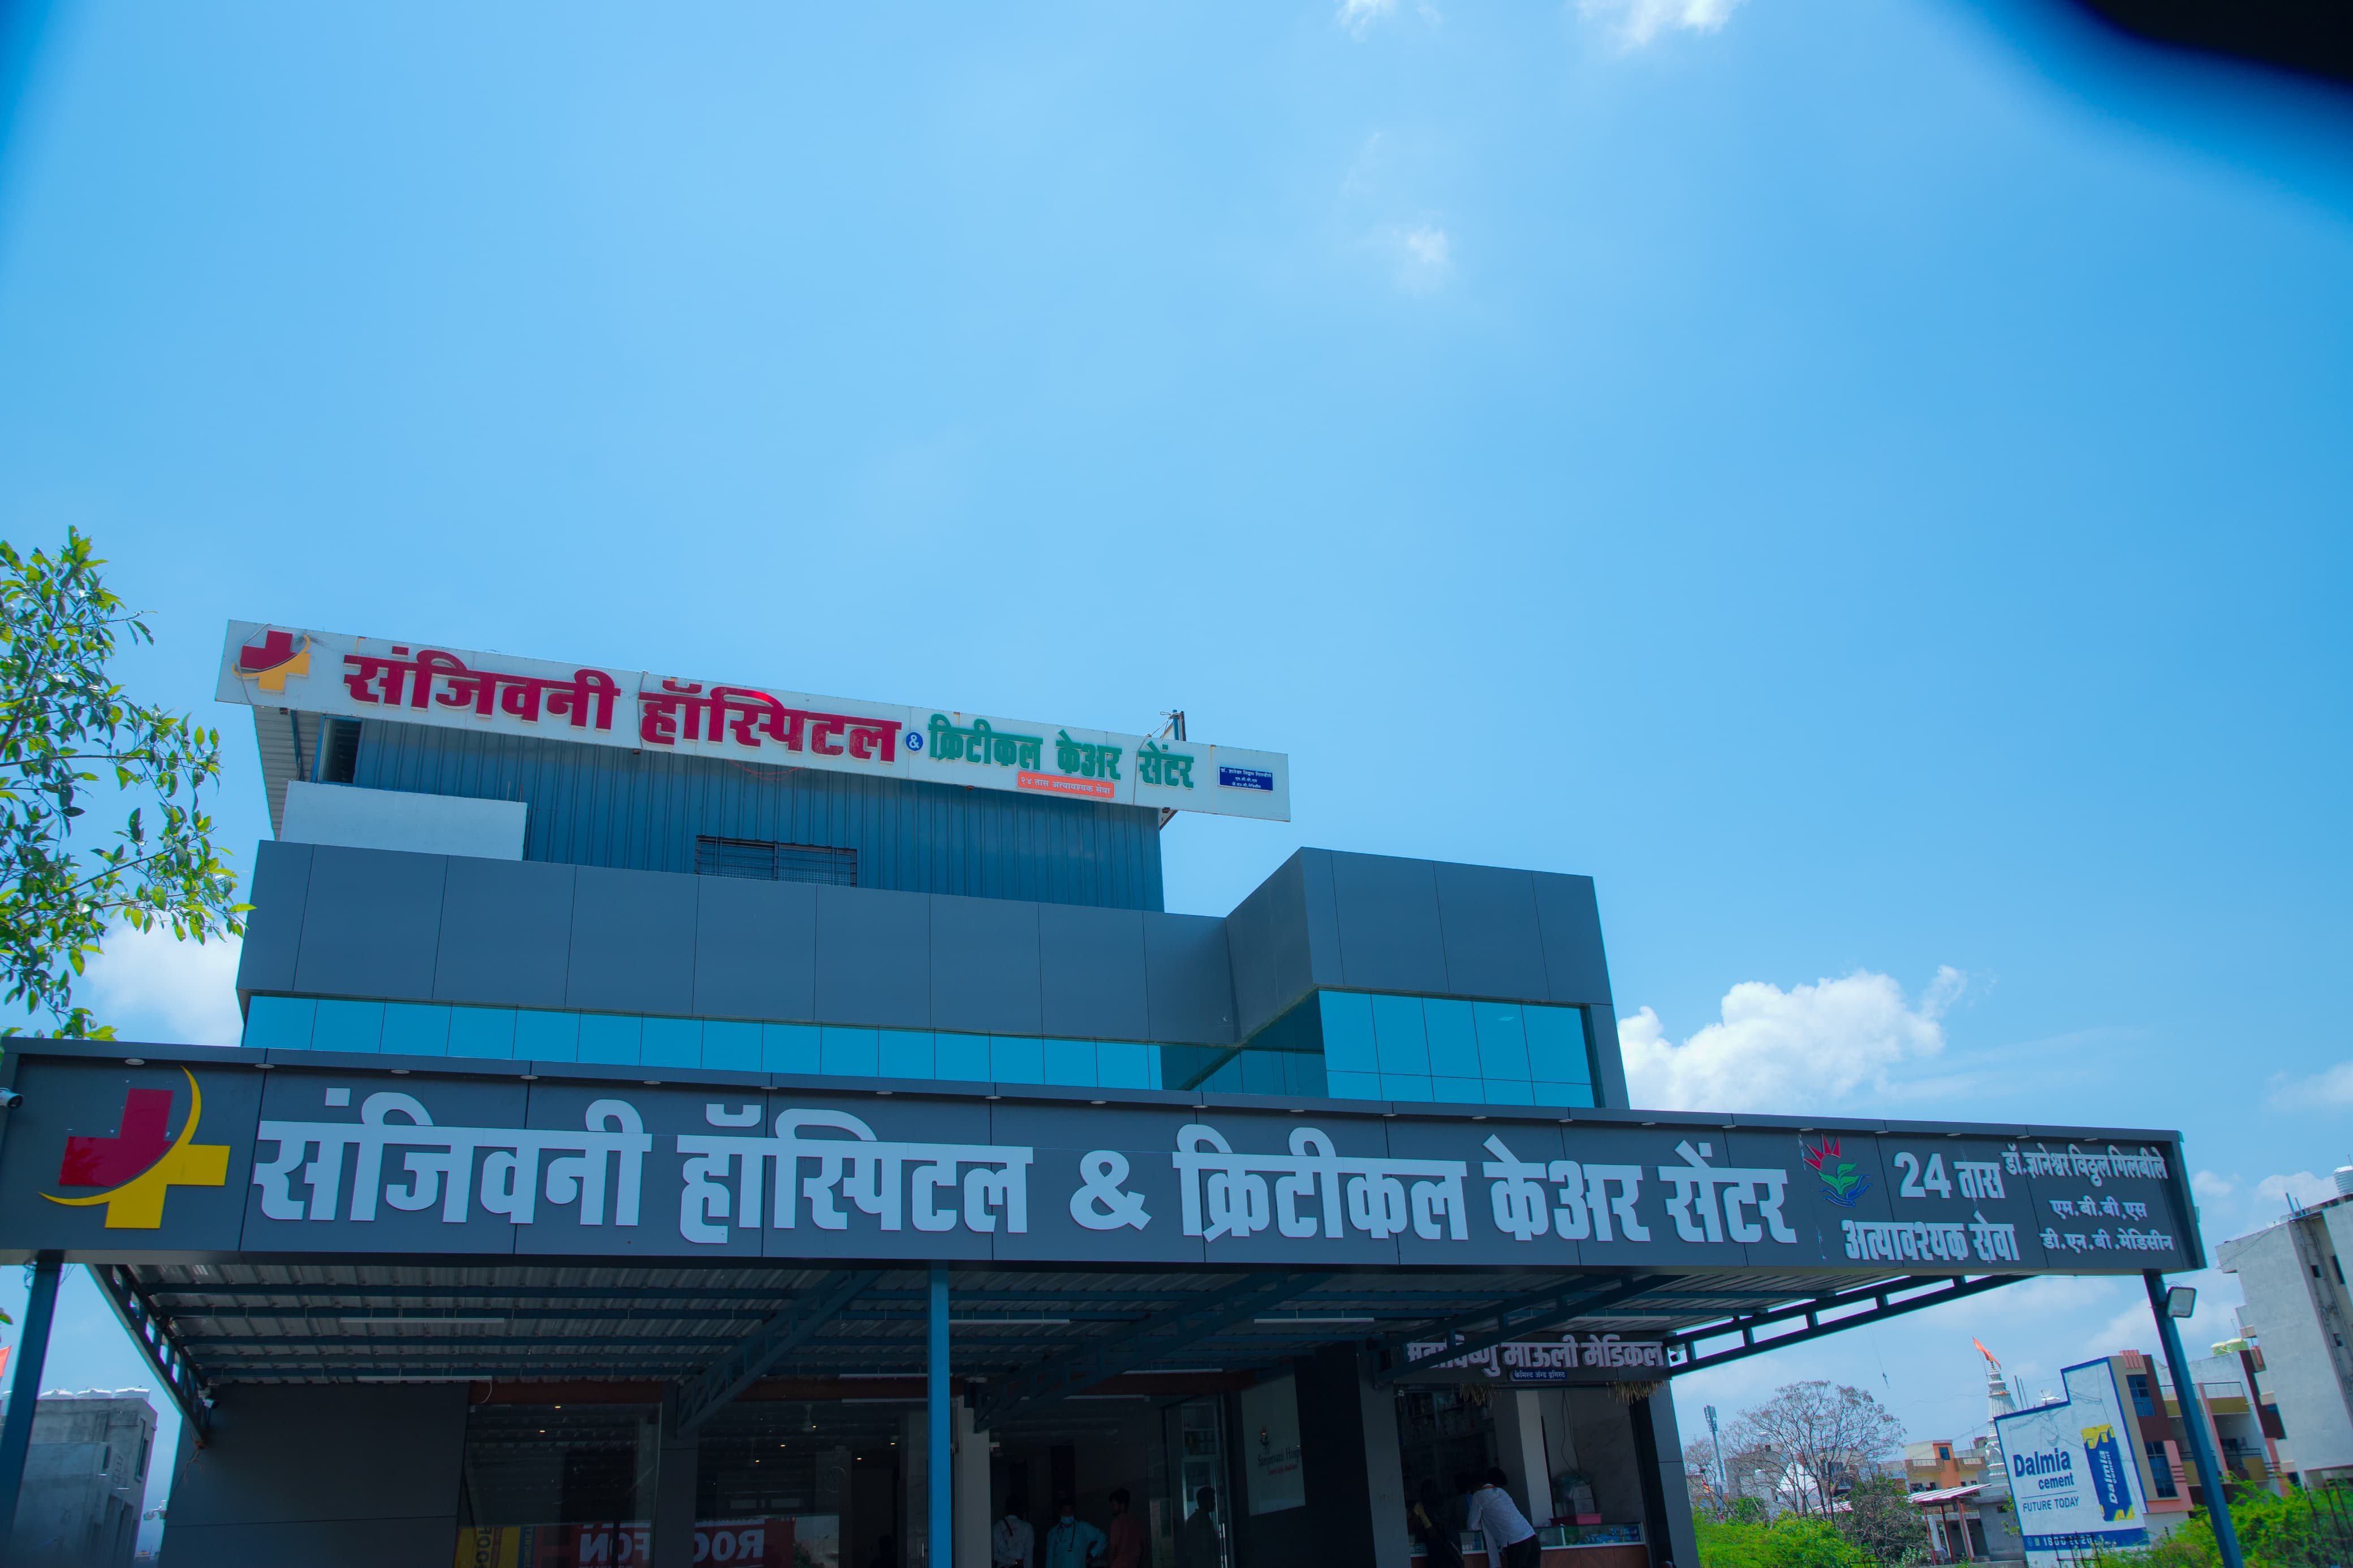 संजिवनी हॉस्पिटल & क्रिटीकल केअर सेंटर
२४ तास अत्यावश्यक सेवा
संजिवनी हॉस्पिटल & क्रिटीकल केअर सेंटर
24 तास
अत्यावश्यक सेवा
डॉ. ज्ञानेश्वर विठ्ठल गिलबीले
एम.बी.बी.एस
डी.एन.बी.मेडिसीन
माऊली मेडिकल
Dalmia
cement
FUTURE TODAY
Dalmia